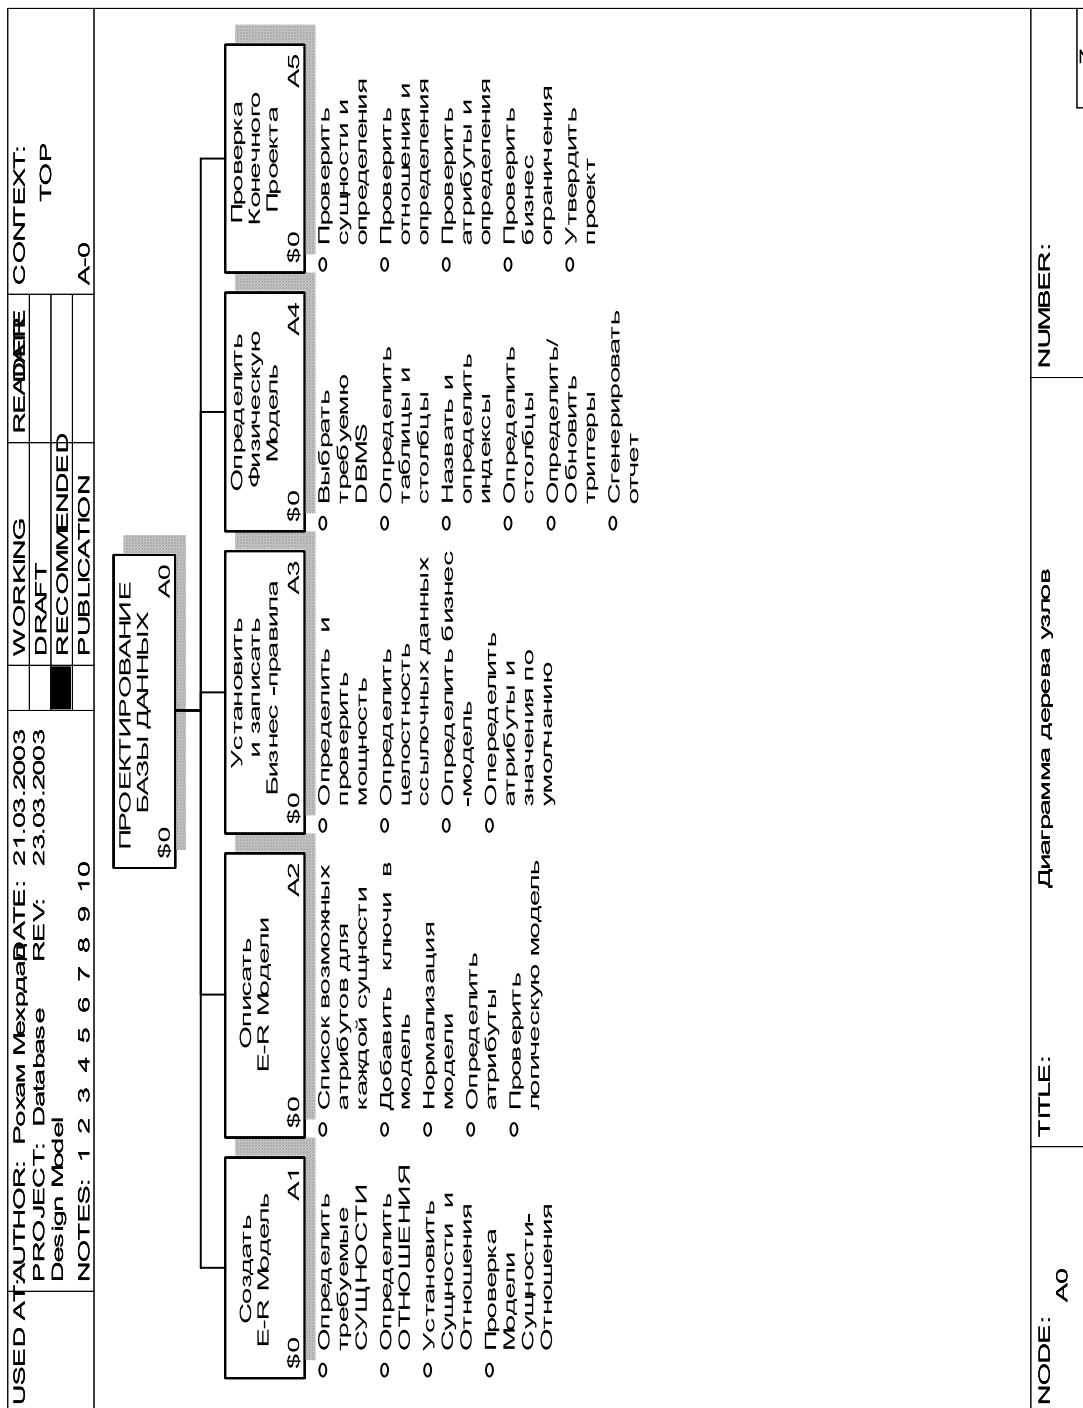 USED AT:
AUTHOR: Рохам Мехрдад
DATE: 21.03.2003
PROJECT: Database
REV: 23.03.2003
Design Model
NOTES: 1 2 3 4 5 6 7 8 9 10
WORKING
DRAFT
RECOMMENDED
PUBLICATION
READER
DATE
CONTEXT:
TOP
A-0
ПРОЕКТИРОВАНИЕ
БАЗЫ ДАННЫХ
$0 A0
Создать
E-R Модель
$0 A1
Определить
требуемые
СУЩНОСТИ
Определить
ОТНОШЕНИЯ
Установить
Сущности и
Отношения
Проверка
Модели
Сущности-
Отношения
Описать
E-R Модели
$0 A2
Список возможных
атрибутов для
каждой сущности
Добавить ключи в
модель
Нормализация
модели
Определить
атрибуты
Проверить
логическую модель
Установить
и записать
Бизнес -правила
$0 A3
Определить и
проверить
мощность
Определить
целостность
ссылочных данных
Определить бизнес
-модель
Опеределить
атрибуты и
значения по
умолчанию
Определить
Физическую
Модель
$0 A4
Выбрать
требуемю
DBMS
Определить
таблицы и
столбцы
Назвать и
определить
индексы
Определить
столбцы
Определить/
Обновить
триггеры
Сгенерировать
отчет
Проверка
Конечного
Проекта
$0 A5
Проверить
сущности и
определения
Проверить
отношения и
определения
Проверить
атрибуты и
определения
Проверить
бизнес
ограничения
Утвердить
проект
NODE: A0
TITLE: Диаграмма дерева узлов
NUMBER: